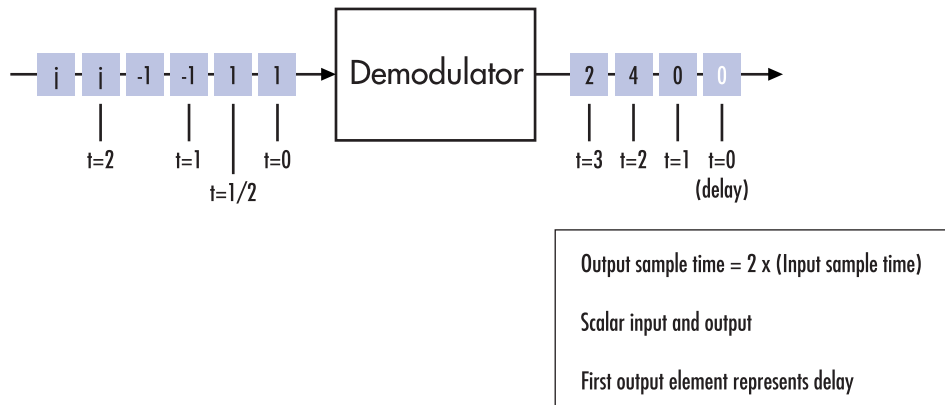 j j -1 -1 1 1 Demodulator 2 4 0 0
t=2 t=1 t=0 t=3 t=2 t=1 t=0
t=1/2 (delay)
Output sample time = 2 x (Input sample time)
Scalar input and output
First output element represents delay